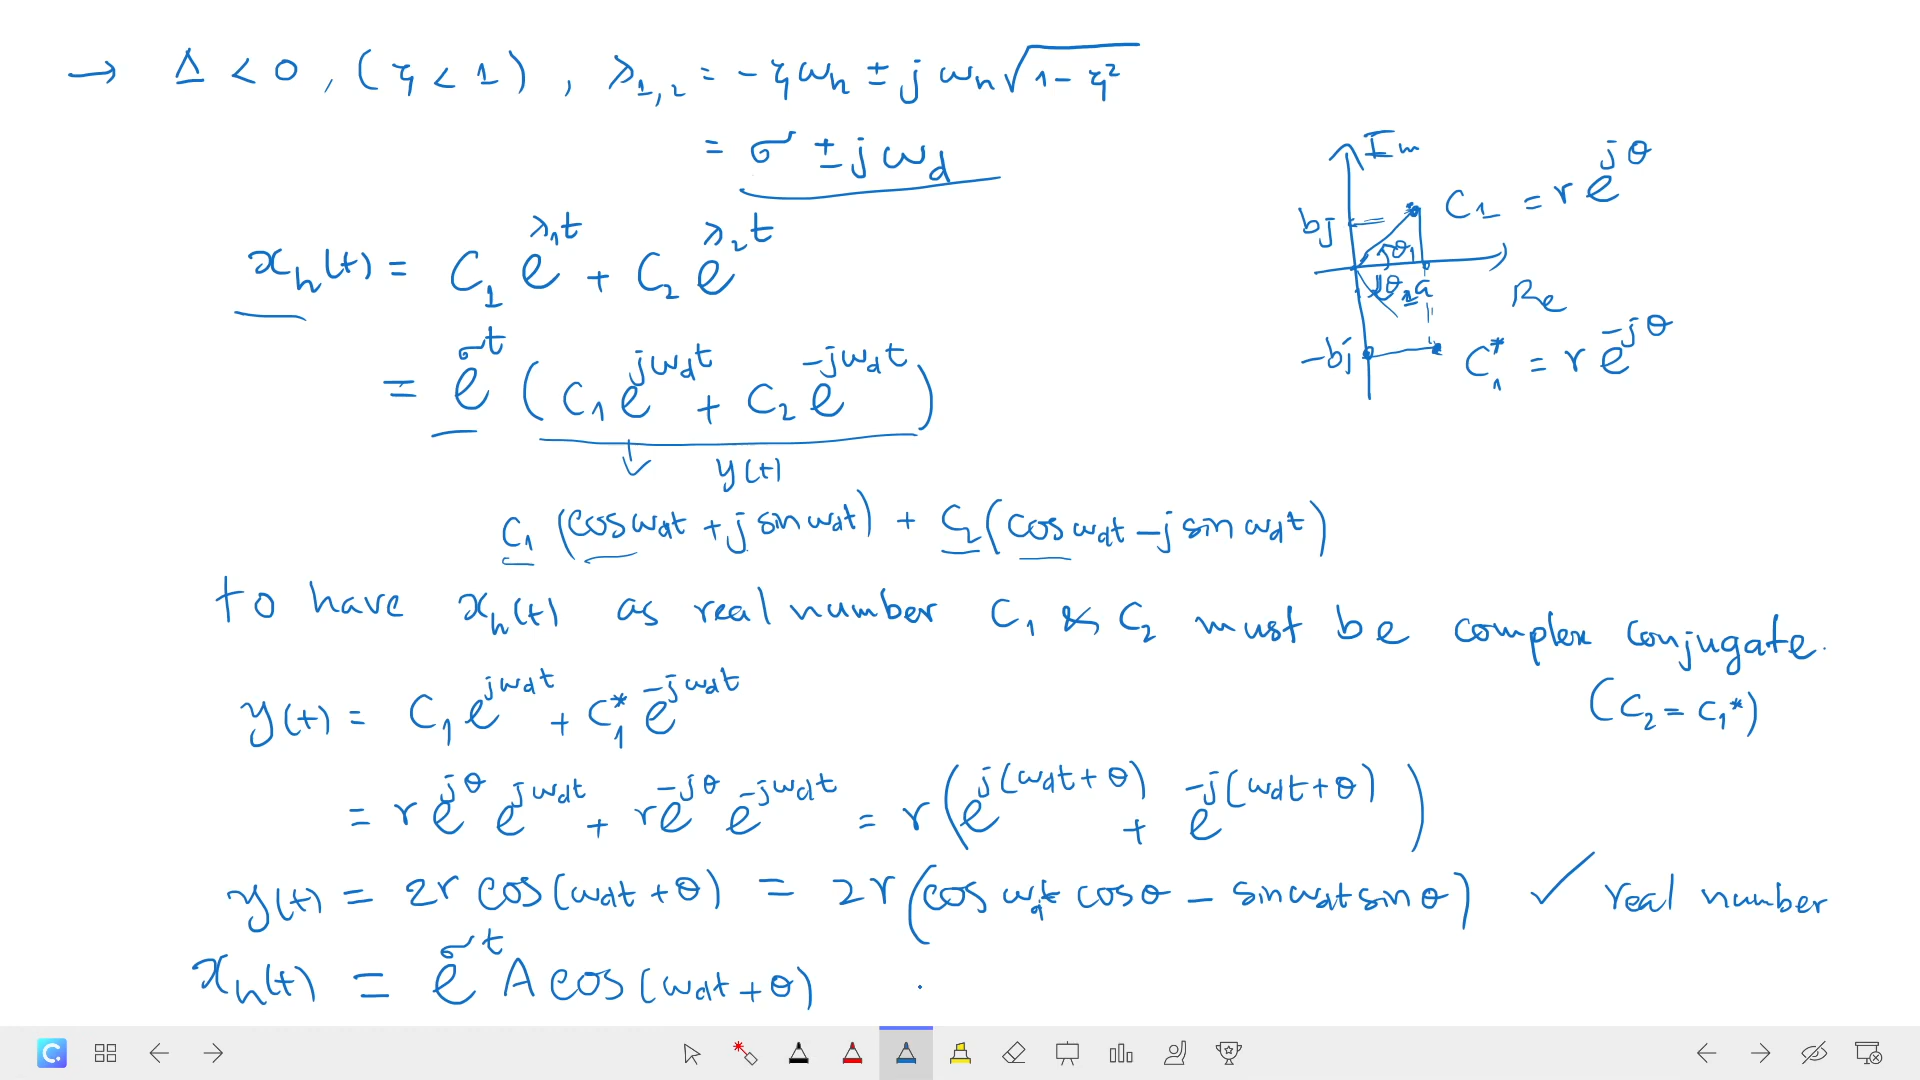 → Δ < 0, (ζ < 1), λ₁,₂ = -ζωn ± jωn√(1-ζ²)
= σ ± jωd
xh(t) = C₁ e^(λ₁t) + C₂ e^(λ₂t)
= e^(σt) (C₁ e^(jωdt) + C₂ e^(-jωdt))
y(t)
C₁ (cos ωdt + j sin ωdt) + C₂ (cos ωdt - j sin ωdt)
to have xh(t) as real number C₁ & C₂ must be complex conjugate.
(C₂ = C₁*)
y(t) = C₁ e^(jωdt) + C₁* e^(-jωdt)
= r e^(jθ) e^(jωdt) + r e^(-jθ) e^(-jωdt) = r (e^(j(ωdt+θ)) + e^(-j(ωdt+θ)))
y(t) = 2r cos(ωdt + θ) = 2r (cos ωdt cos θ - sin ωdt sin θ) ✓ real number
xh(t) = e^(σt) A cos(ωdt + θ)
Im
bj
C₁ = r e^(jθ)
θ₁
θ₂
a
Re
-bj
C₁* = r e^(-jθ)